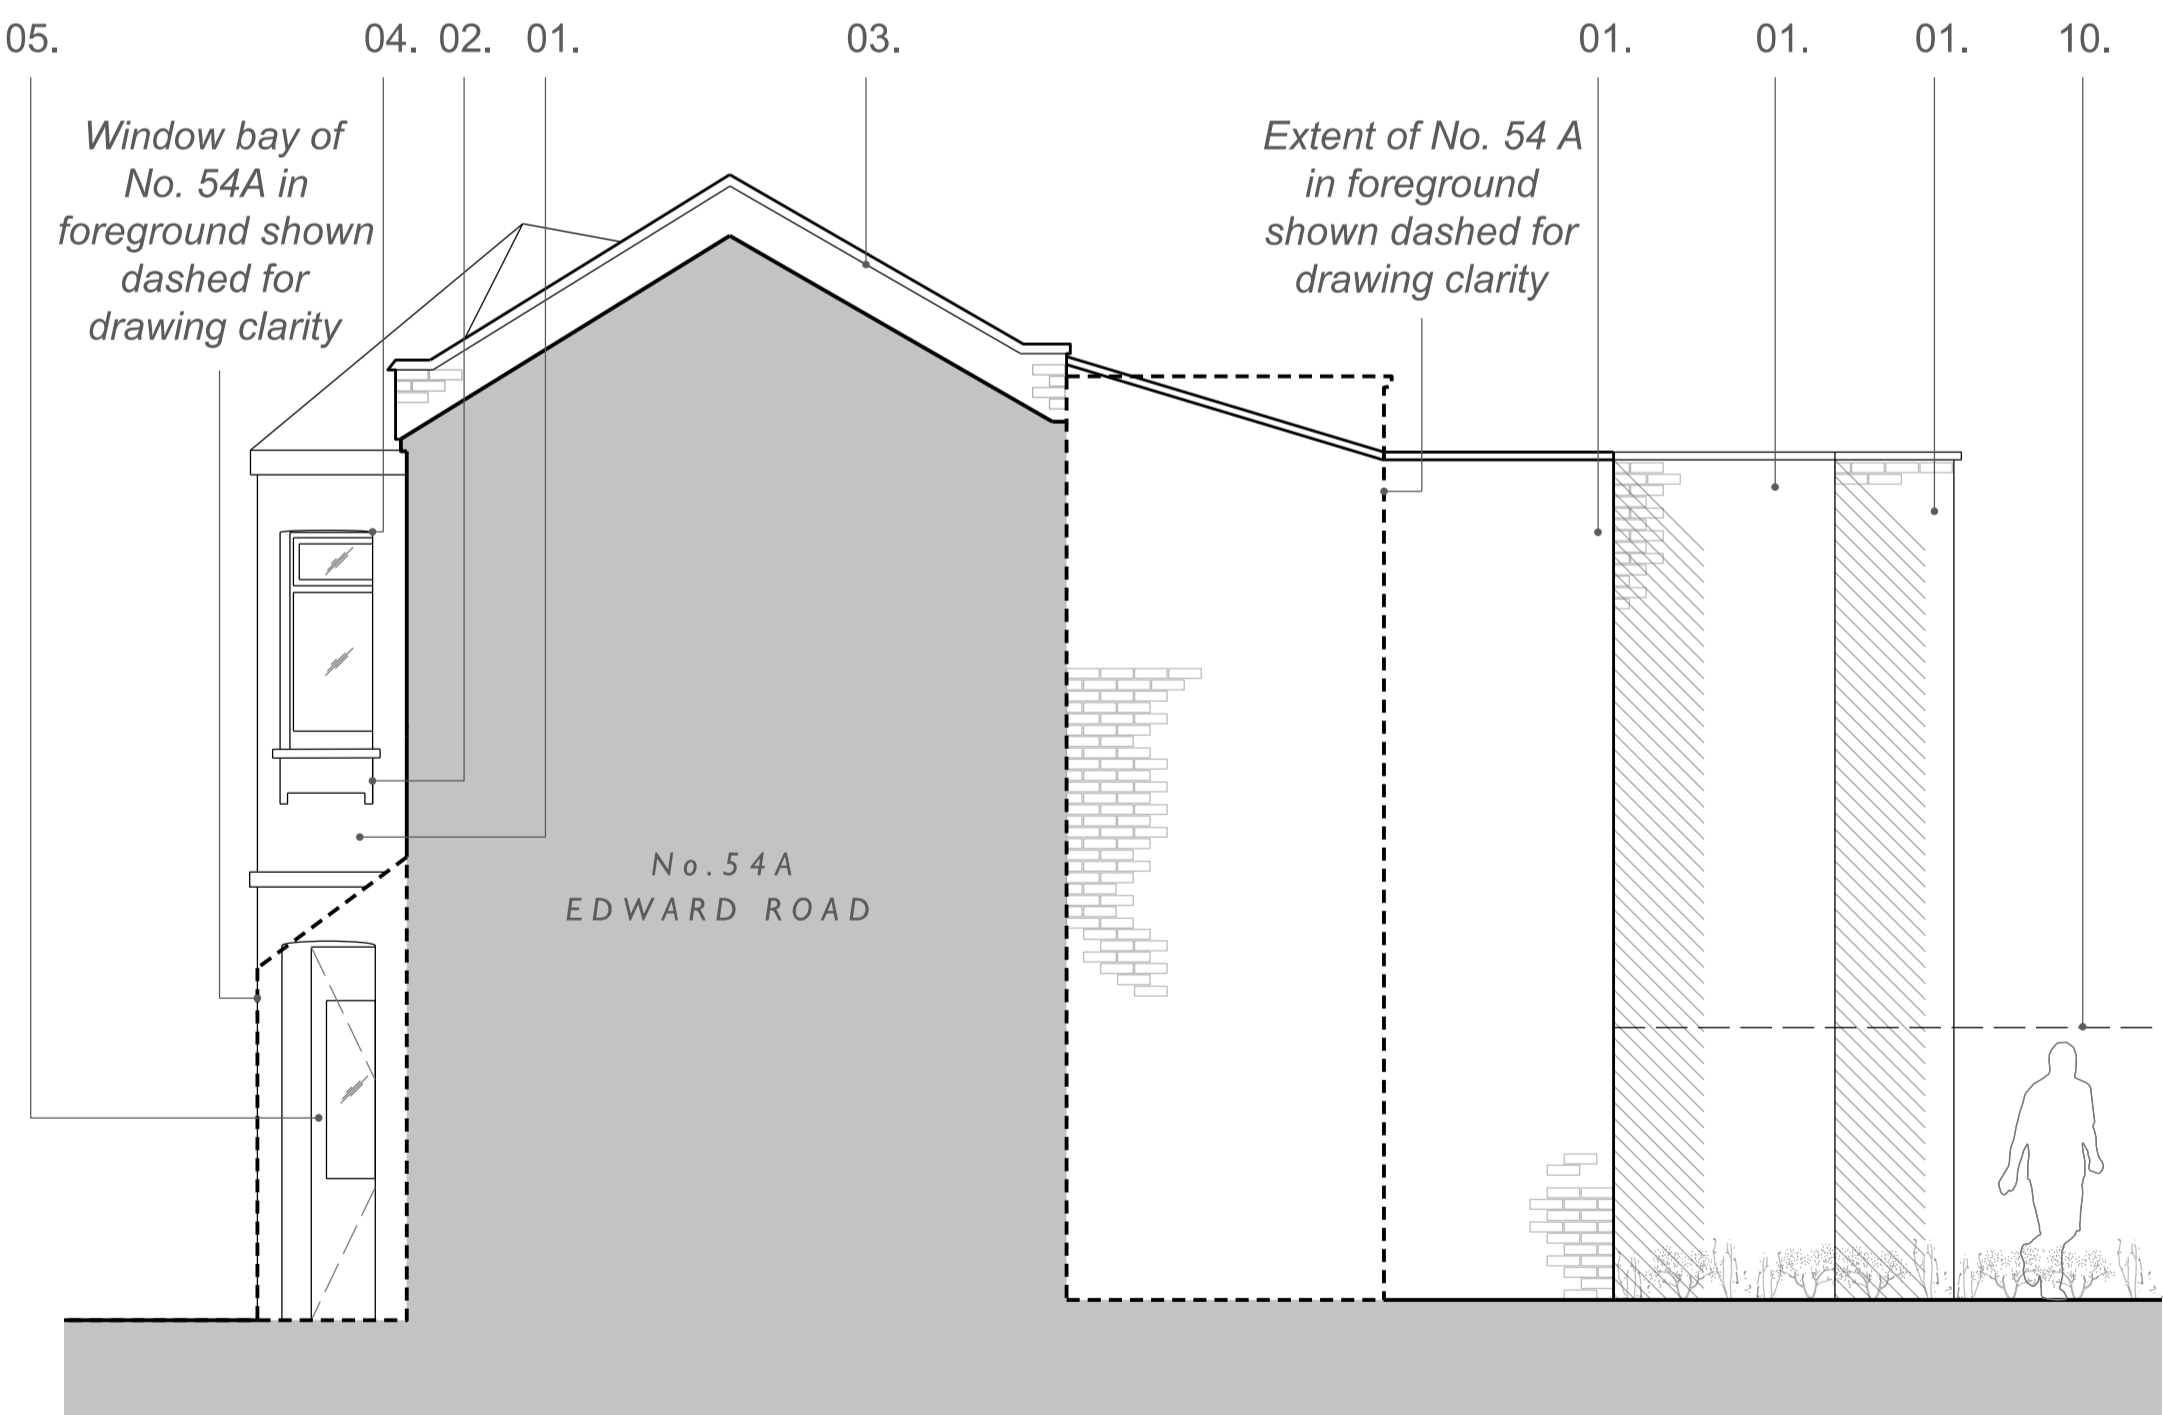 05. 04. 02. 01. 03. 01. 01. 01. 10.
Window bay of
No. 54A in
foreground shown
dashed for
drawing clarity
Extent of No. 54 A
in foreground
shown dashed for
drawing clarity
No.54A
EDWARD ROAD